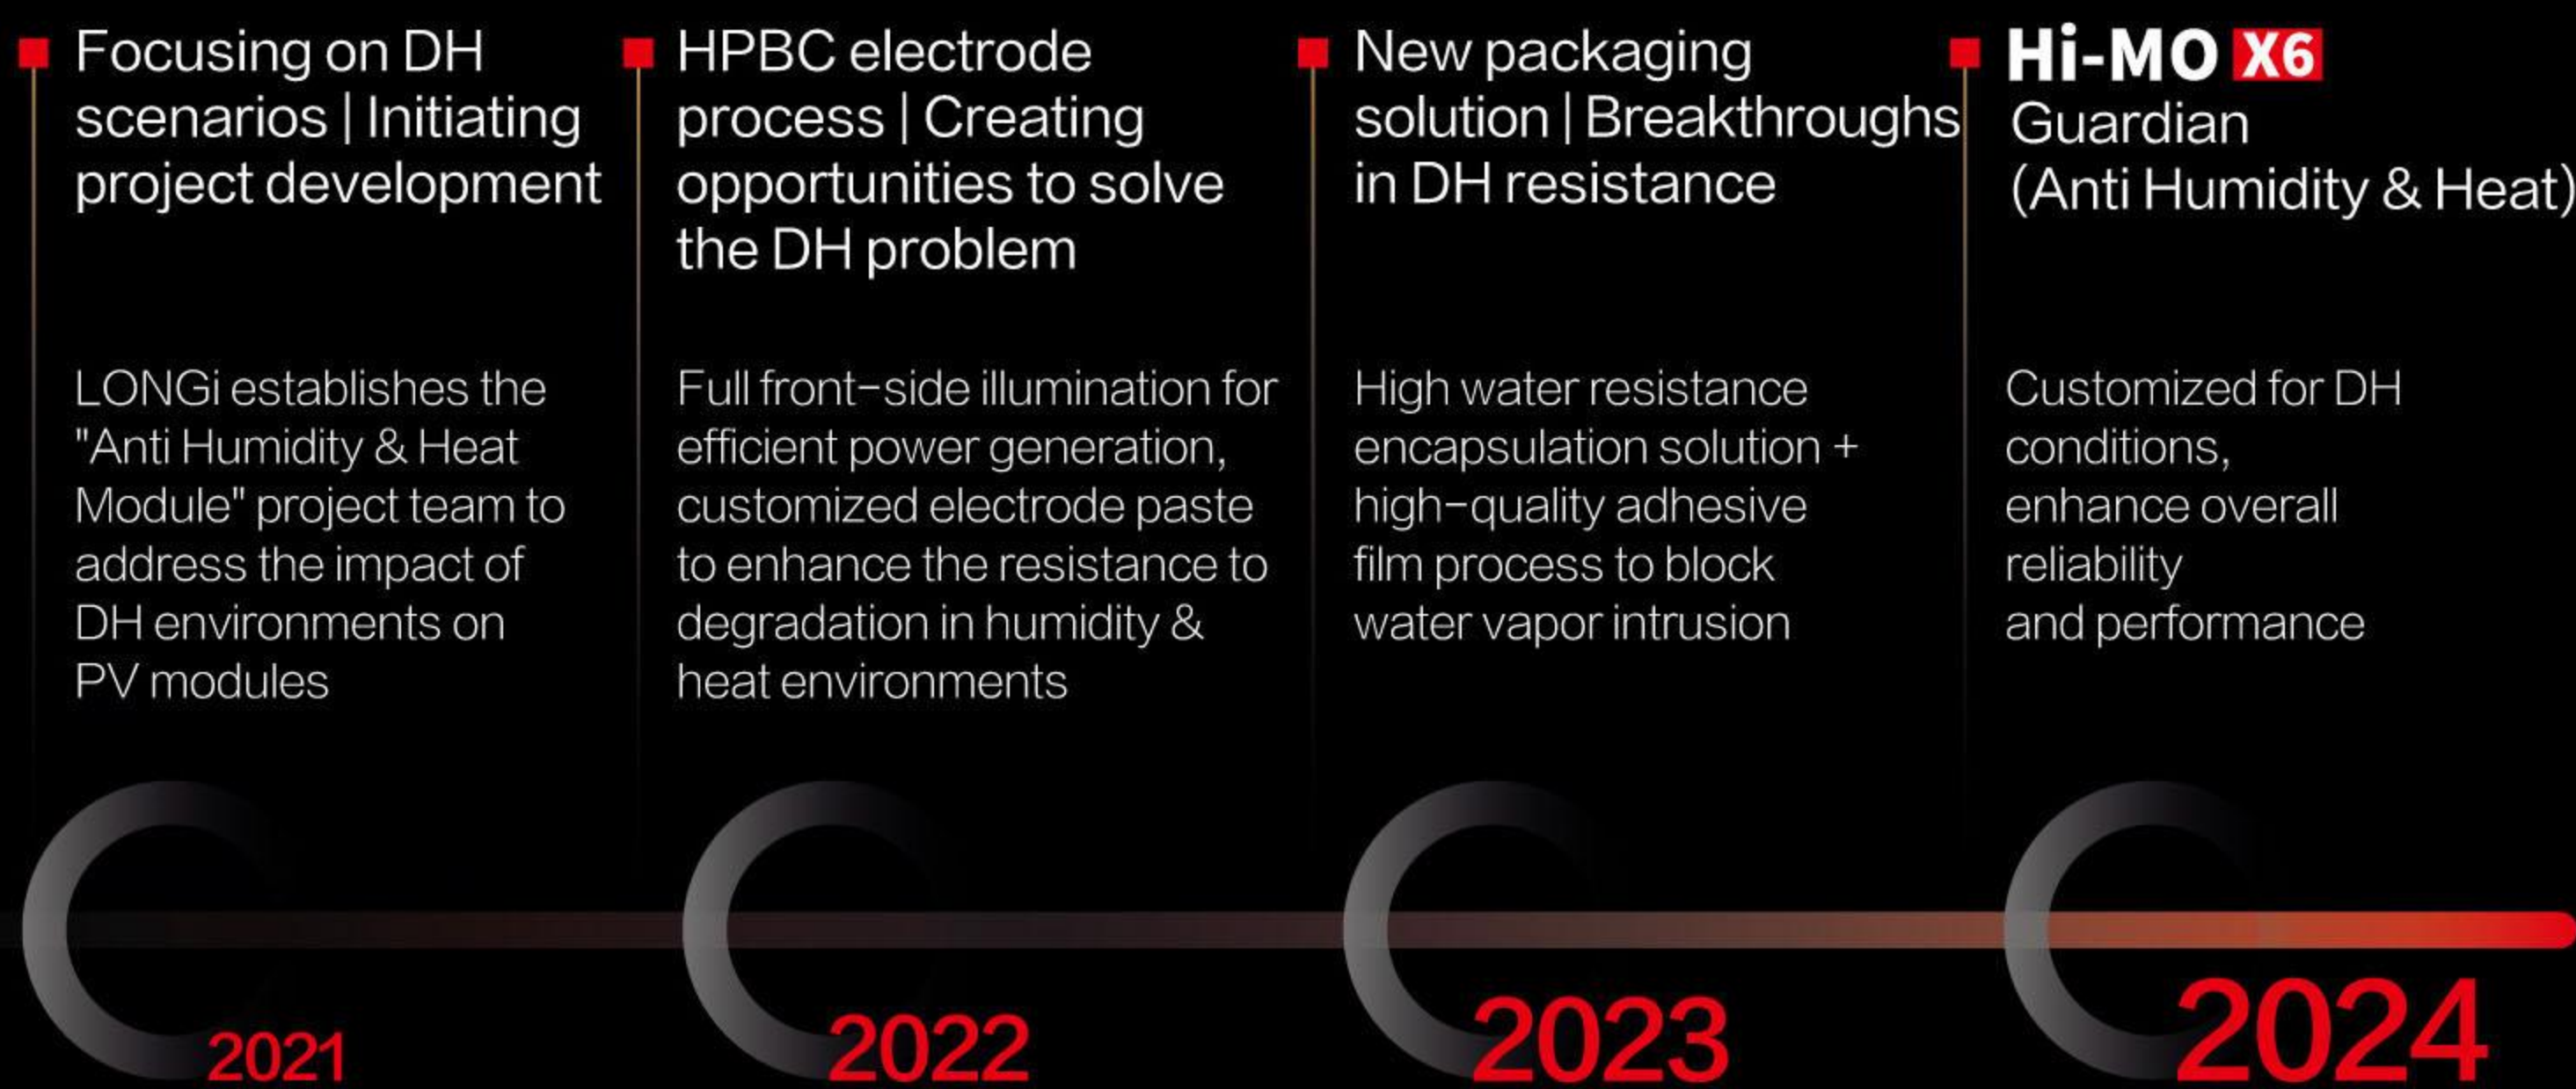 Focusing on DH
scenarios | Initiating
project development
LONGi establishes the
"Anti Humidity & Heat
Module" project team to
address the impact of
DH environments on
PV modules
2021
HPBC electrode
process | Creating
opportunities to solve
the DH problem
Full front-side illumination for
efficient power generation,
customized electrode paste
to enhance the resistance to
degradation in humidity &
heat environments
2022
New packaging
solution | Breakthroughs
in DH resistance
High water resistance
encapsulation solution +
high-quality adhesive
film process to block
water vapor intrusion
2023
Hi-MO X6
Guardian
(Anti Humidity & Heat)
Customized for DH
conditions,
enhance overall
reliability
and performance
2024